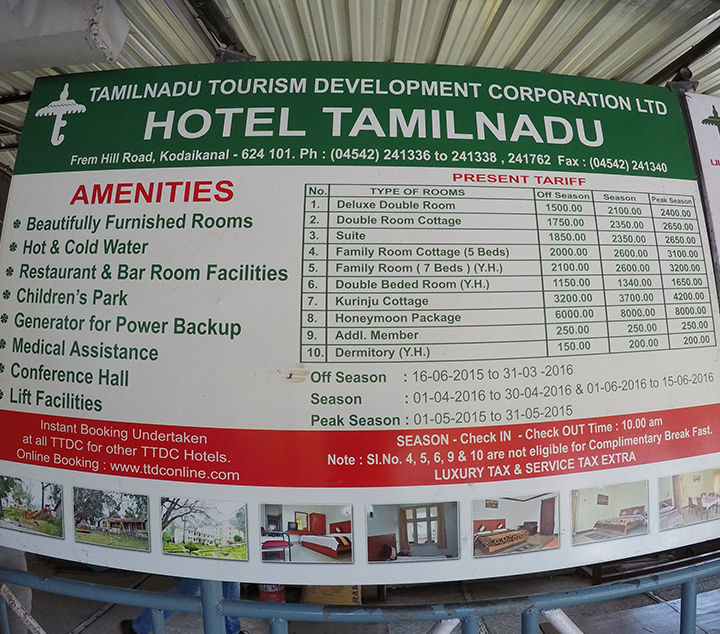 TAMILNADU TOURISM DEVELOPMENT CORPORATION LTD
HOTEL TAMILNADU
Frem Hill Road, Kodaikanal - 624 101. Ph : (04542) 241336 to 241338 , 241762 Fax : (04542) 241340
AMENITIES
* Beautifully Furnished Rooms
* Hot & Cold Water
* Restaurant & Bar Room Facilities
* Children's Park
* Generator for Power Backup
* Medical Assistance
* Conference Hall
* Lift Facilities
PRESENT TARIFF
No. TYPE OF ROOMS Off Season Season Peak Season
1. Deluxe Double Room 1500.00 2100.00 2400.00
2. Double Room Cottage 1750.00 2350.00 2650.00
3. Suite 1850.00 2350.00 2650.00
4. Family Room Cottage (5 Beds) 2000.00 2600.00 3100.00
5. Family Room ( 7 Beds ) (Y.H.) 2100.00 2600.00 3200.00
6. Double Beded Room (Y.H.) 1150.00 1340.00 1650.00
7. Kurinju Cottage 3200.00 3700.00 4200.00
8. Honeymoon Package 6000.00 8000.00 8000.00
9. Addl. Member 250.00 250.00 250.00
10. Dermitory (Y.H.) 150.00 200.00 200.00
Off Season : 16-06-2015 to 31-03 -2016
Season : 01-04-2016 to 30-04-2016 & 01-06-2016 to 15-06-2016
Peak Season : 01-05-2015 to 31-05-2015
Instant Booking Undertaken
at all TTDC for other TTDC Hotels.
Online Booking : www.ttdconline.com
SEASON - Check IN - Check OUT Time : 10.00 am
Note : Sl.No. 4, 5, 6, 9 & 10 are not eligible for Complimentary Break Fast.
LUXURY TAX & SERVICE TAX EXTRA